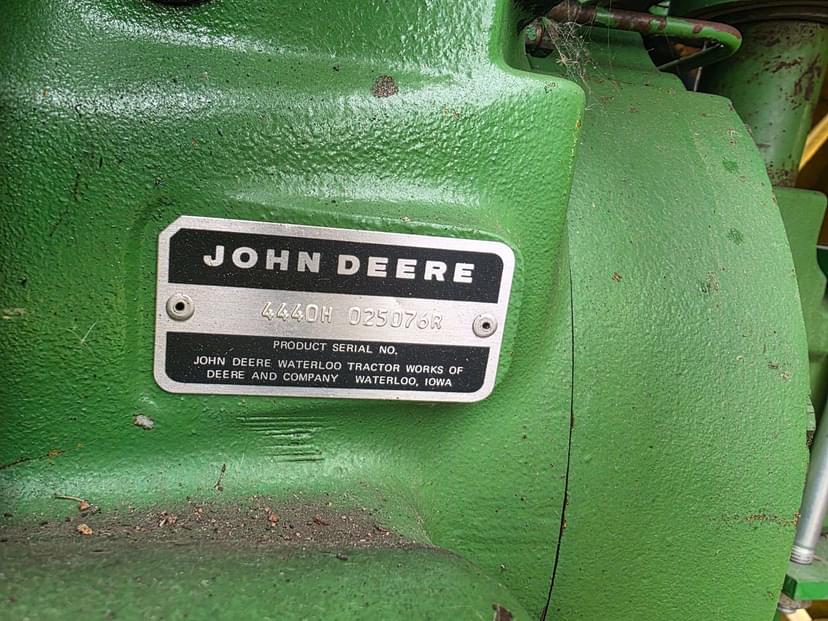 JOHN DEERE
4440H 025076R
PRODUCT SERIAL NO.
JOHN DEERE WATERLOO TRACTOR WORKS OF
DEERE AND COMPANY WATERLOO, IOWA